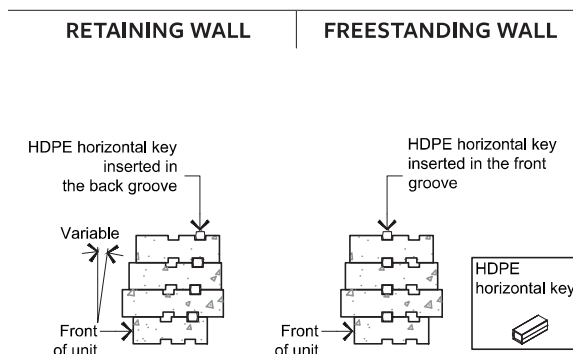 RETAINING WALL
FREESTANDING WALL
HDPE horizontal key
inserted in
the back groove
Variable
Front
of unit
HDPE horizontal key
inserted in the front
groove
Front
of unit
HDPE
horizontal key